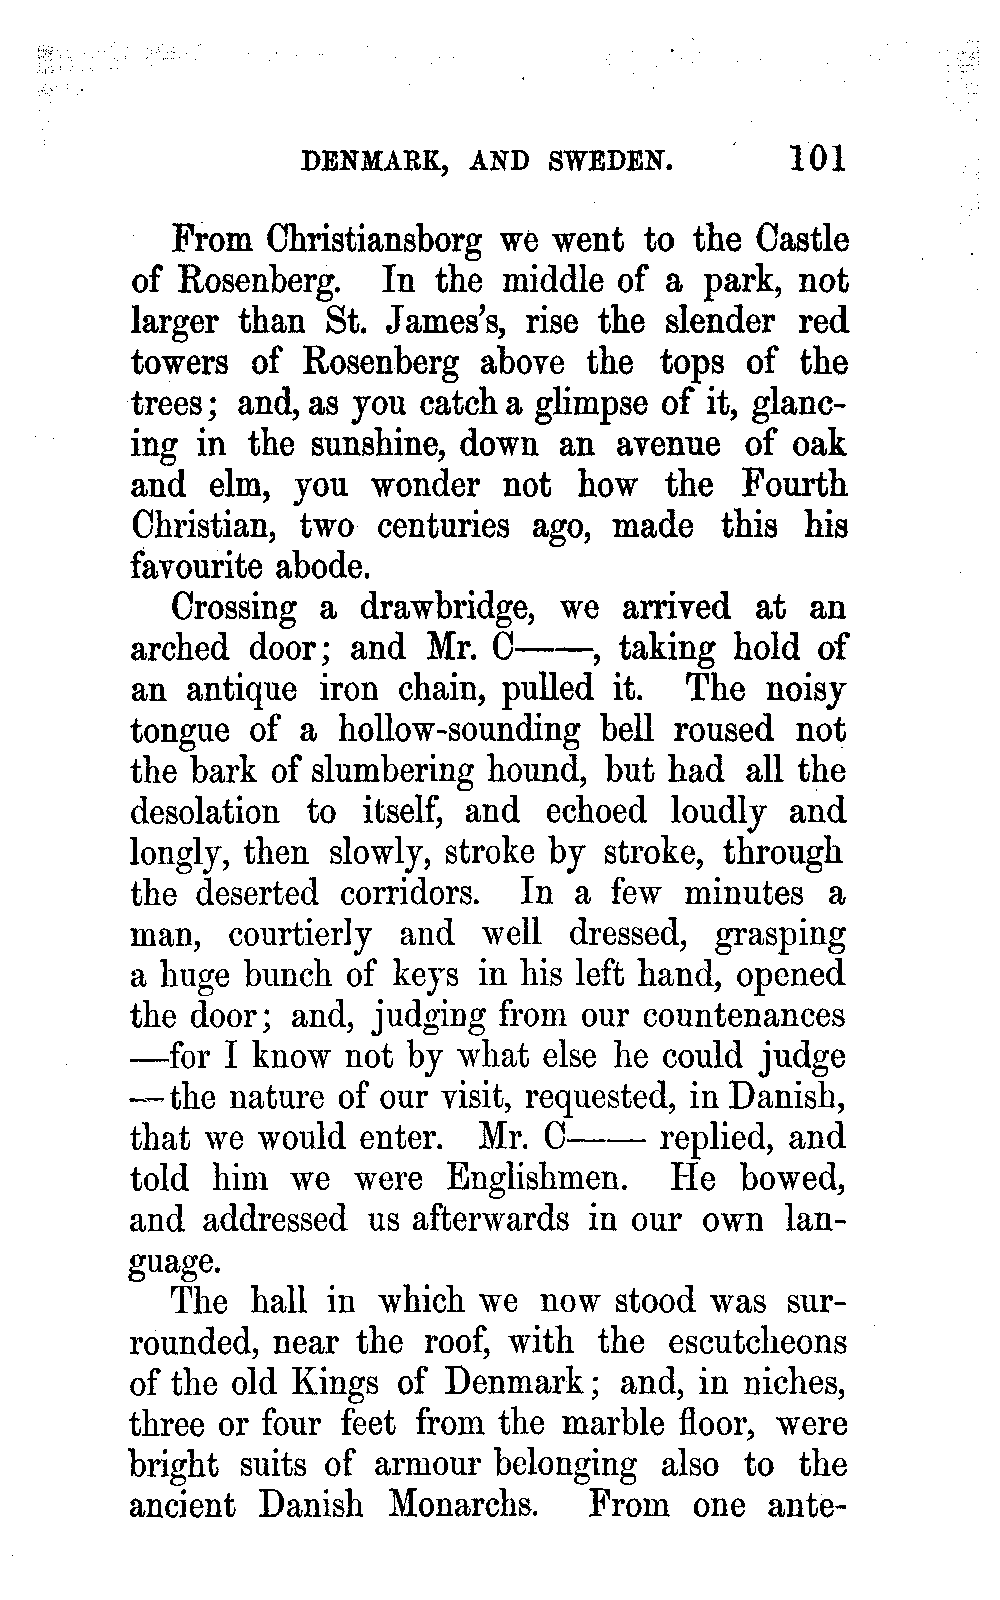 DENMARK, AND SWEDEN. 101
From Christiansborg we went to the Castle
of Rosenberg. In the middle of a park, not
larger than St. James's, rise the slender red
towers of Rosenberg above the tops of the
trees; and, as you catch a glimpse of it, glanc-
ing in the sunshine, down an avenue of oak
and elm, you wonder not how the Fourth
Christian, two centuries ago, made this his
favourite abode.
Crossing a drawbridge, we arrived at an
arched door; and Mr. C——, taking hold of
an antique iron chain, pulled it. The noisy
tongue of a hollow-sounding bell roused not
the bark of slumbering hound, but had all the
desolation to itself, and echoed loudly and
longly, then slowly, stroke by stroke, through
the deserted corridors. In a few minutes a
man, courtierly and well dressed, grasping
a huge bunch of keys in his left hand, opened
the door; and, judging from our countenances
—for I know not by what else he could judge
—the nature of our visit, requested, in Danish,
that we would enter. Mr. C—— replied, and
told him we were Englishmen. He bowed,
and addressed us afterwards in our own lan-
guage.
The hall in which we now stood was sur-
rounded, near the roof, with the escutcheons
of the old Kings of Denmark; and, in niches,
three or four feet from the marble floor, were
bright suits of armour belonging also to the
ancient Danish Monarchs. From one ante-